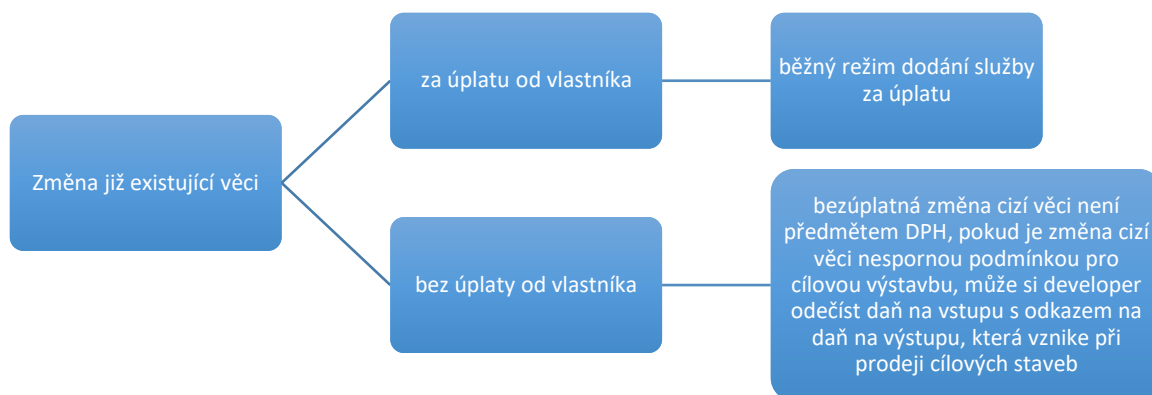 Změna již existující věci
za úplatu od vlastníka
běžný režim dodání služby
za úplatu
bez úplaty od vlastníka
bezúplatná změna cizí věci není
předmětem DPH, pokud je změna cizí
věci nespornou podmínkou pro
cílovou výstavbu, může si developer
odečíst daň na vstupu s odkazem na
daň na výstupu, která vznike při
prodeji cílových staveb